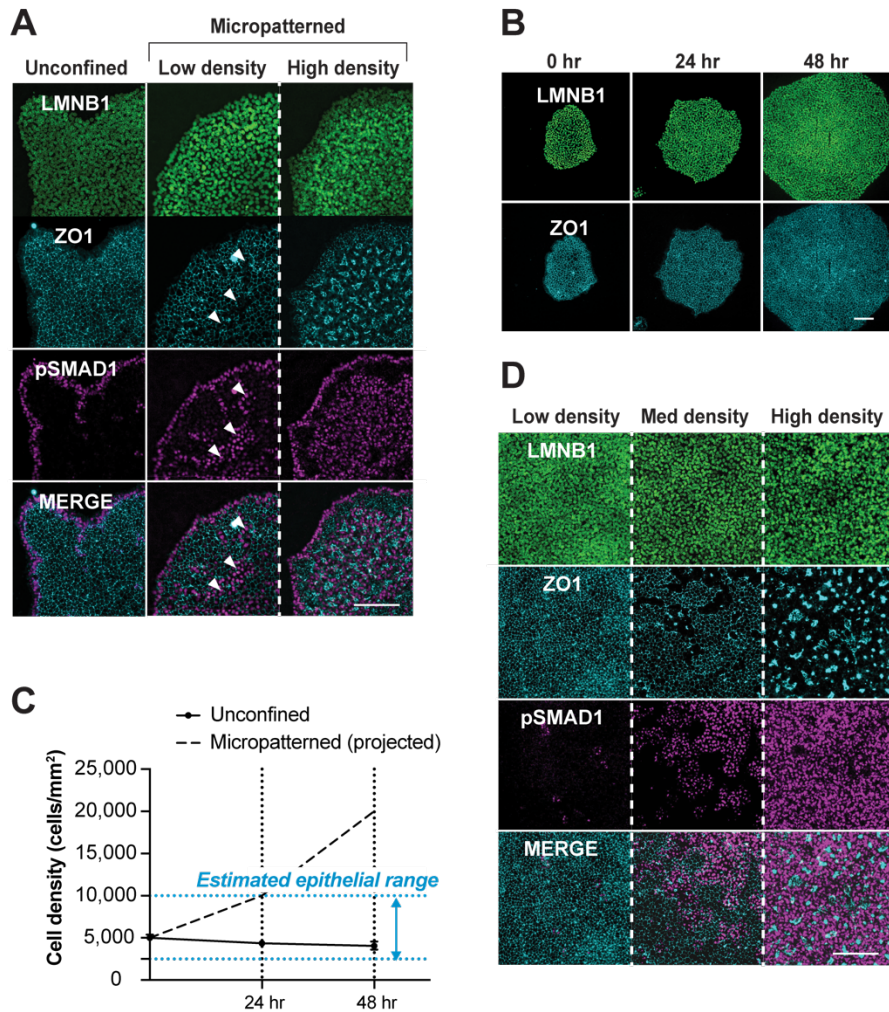 A
Micropatterned
Unconfined
Low density
High density
LMNB1
ZO1
pSMAD1
MERGE
B
0 hr
24 hr
48 hr
LMNB1
ZO1
C
Unconfined
Micropatterned (projected)
Cell density (cells/mm²)
25,000
20,000
15,000
10,000
5,000
0
Estimated epithelial range
24 hr
48 hr
D
Low density
Med density
High density
LMNB1
ZO1
pSMAD1
MERGE